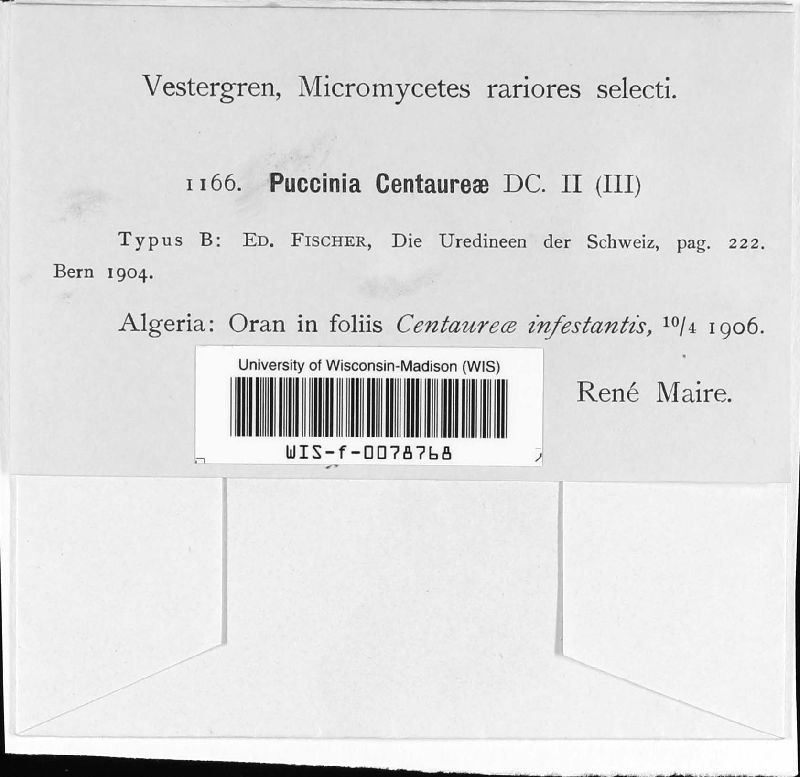 Vestergren, Micromycetes rariores selecti.
1166. Puccinia Centaureæ DC. II (III)
Typus B: ED. FISCHER, Die Uredineen der Schweiz, pag. 222.
Bern 1904.
Algeria: Oran in foliis Centaureæ infestantis, 10/4 1906.
University of Wisconsin-Madison (WIS)
René Maire.
WIS-f-0078768